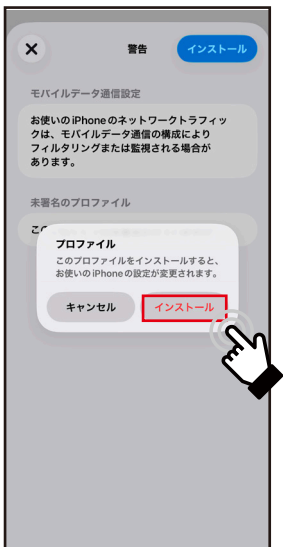 警告
インストール
モバイルデータ通信設定
お使いのiPhoneのネットワークトラフィッ
クは、モバイルデータ通信の構成により
フィルタリングまたは監視される場合が
あります。
未署名のプロファイル
プロファイル
このプロファイルをインストールすると、
お使いのiPhoneの設定が変更されます。
キャンセル
インストール